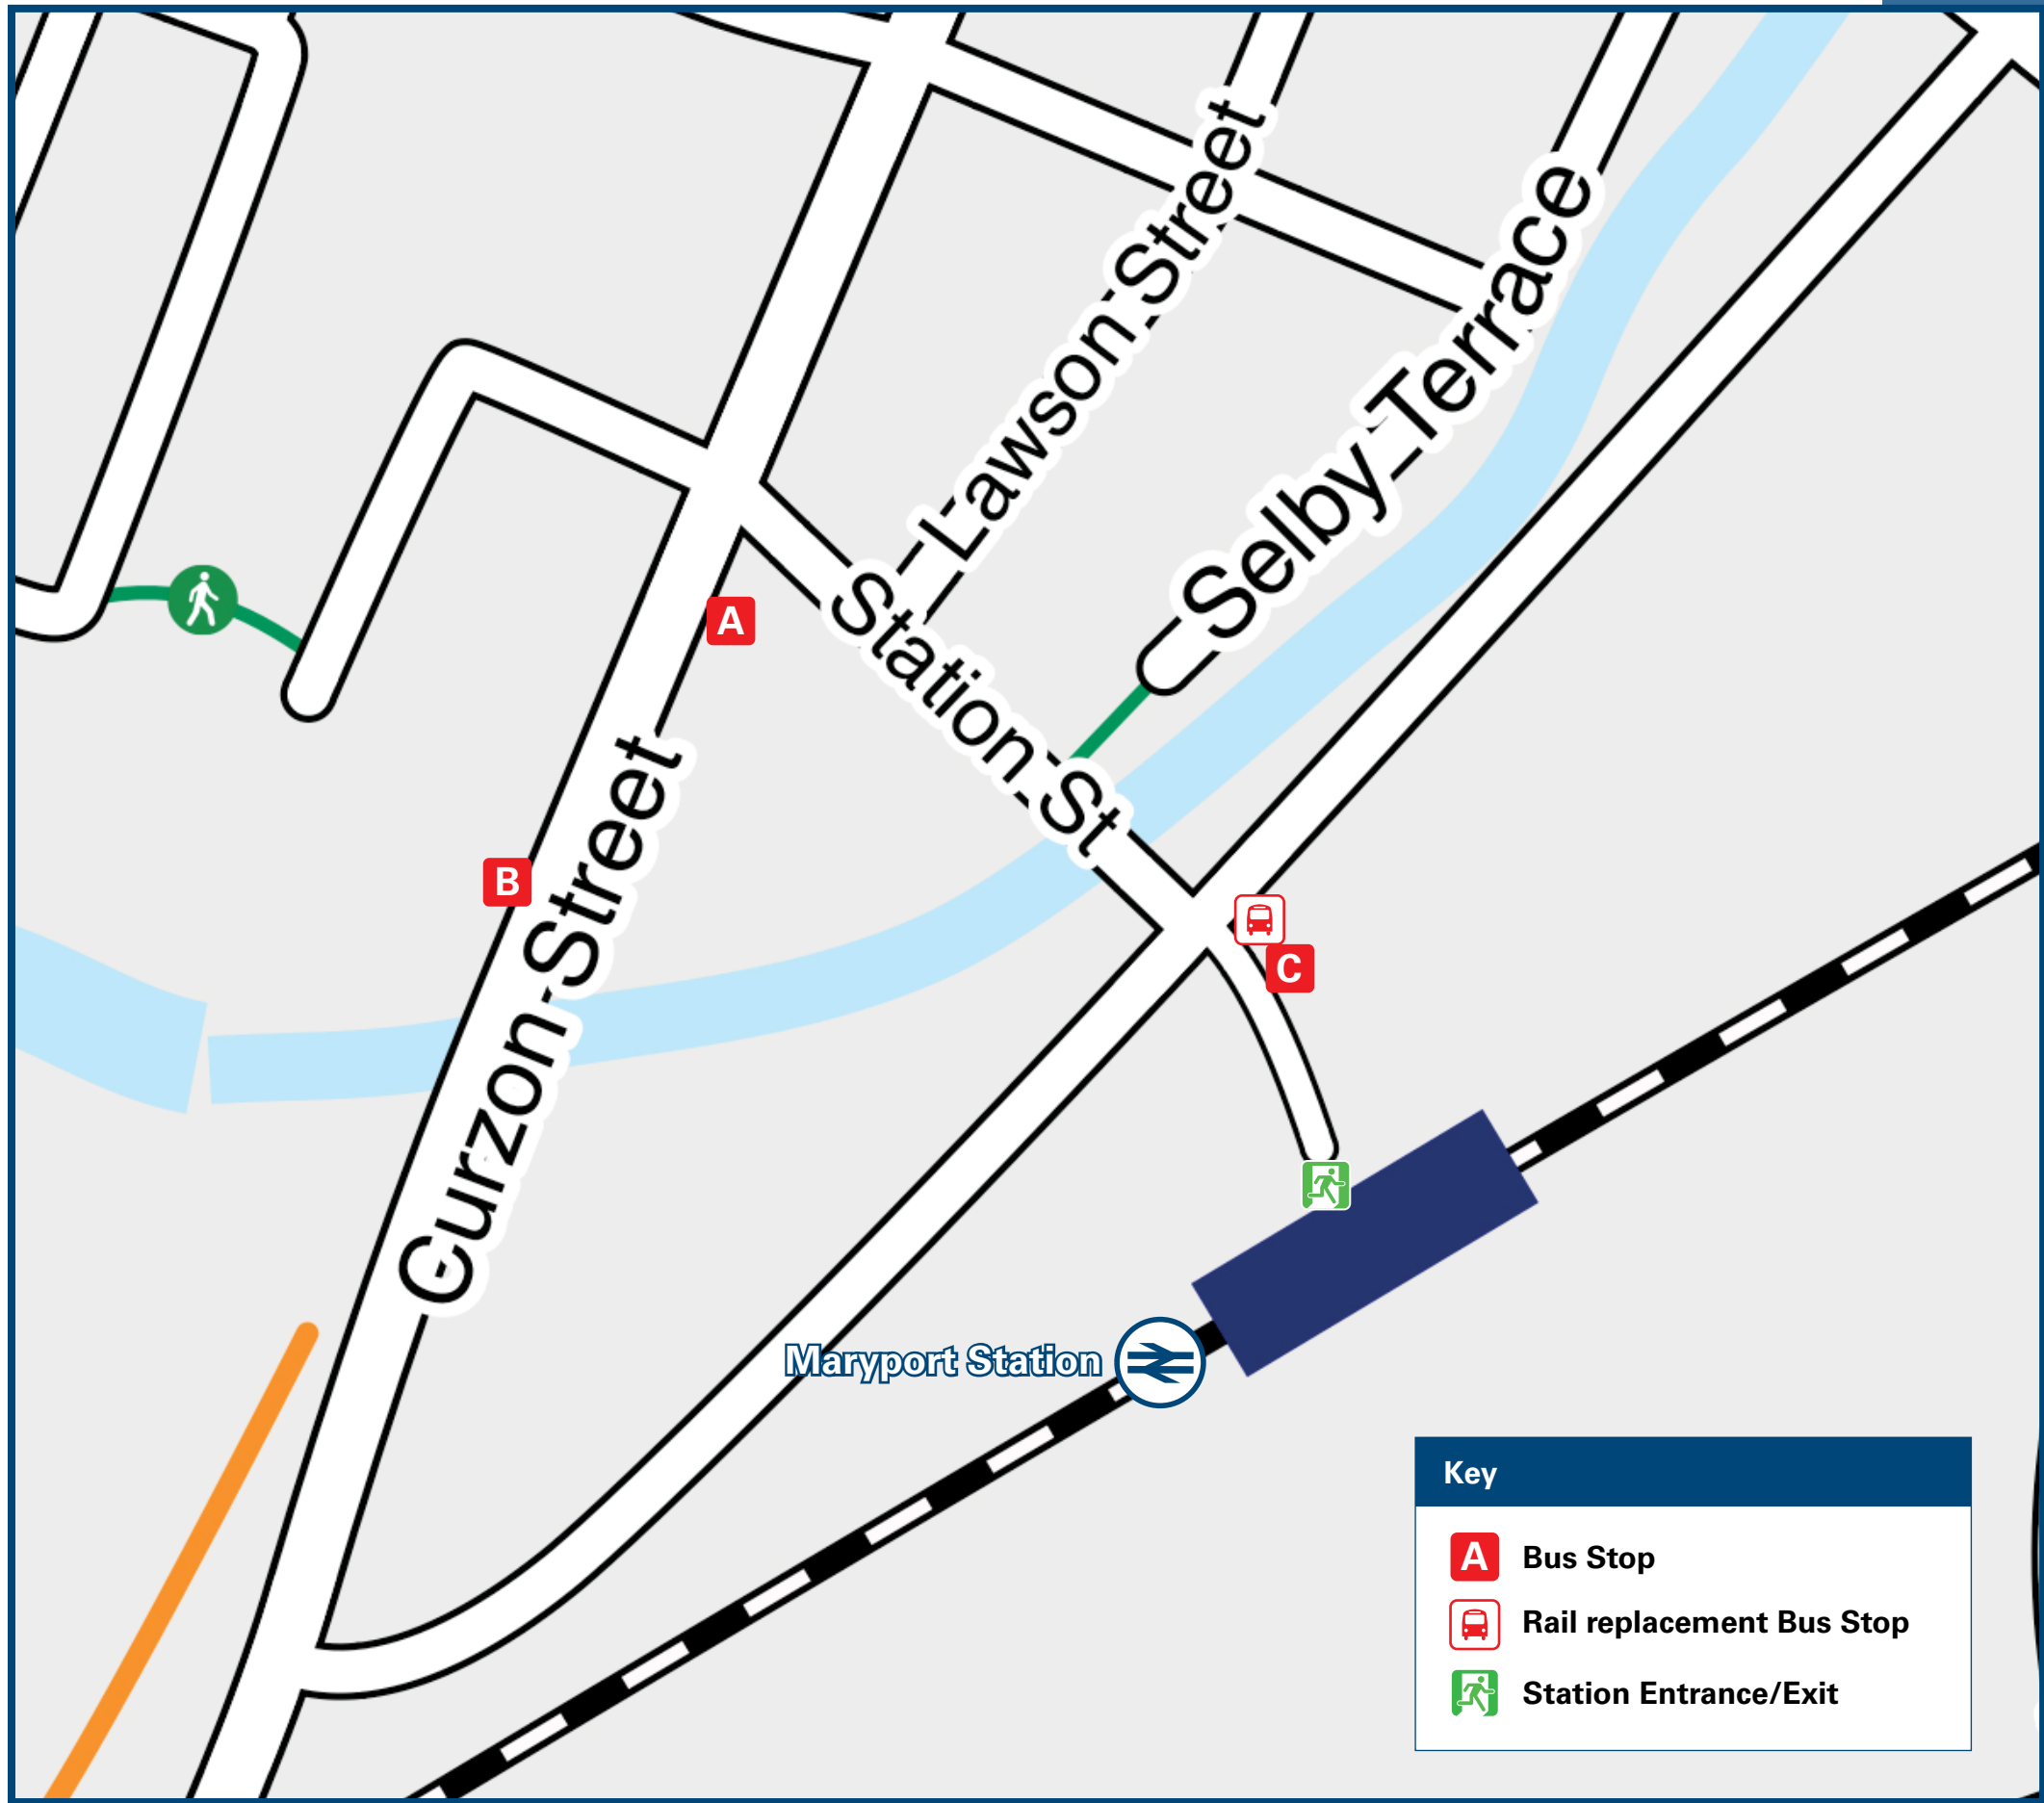 Lawson Street
Selby Terrace
A
Station St
Curzon Street
B
C
Maryport Station
Key
A Bus Stop
Rail replacement Bus Stop
Station Entrance/Exit